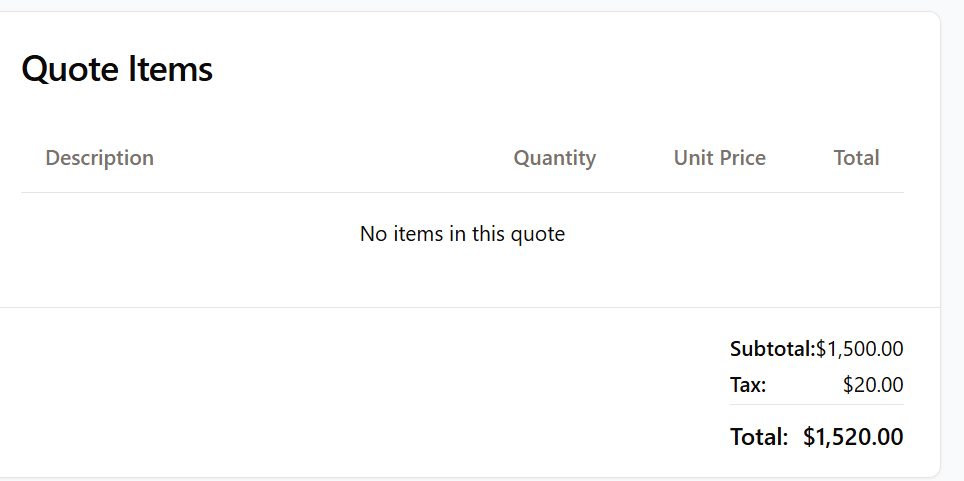 Quote Items
Description Quantity Unit Price Total
No items in this quote
Subtotal:$1,500.00
Tax: $20.00
Total: $1,520.00